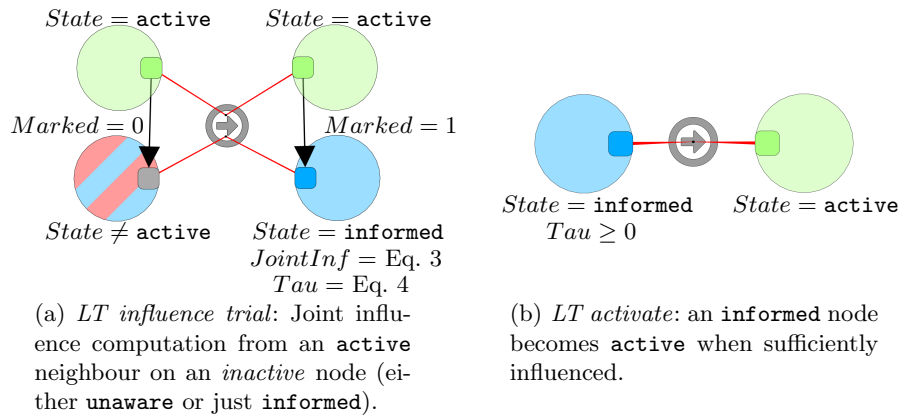 State = active State = active
Marked = 0 Marked = 1
State ≠ active State = informed
JointInf = Eq. 3
Tau = Eq. 4
(a) LT influence trial: Joint influ-
ence computation from an active
neighbour on an inactive node (ei-
ther unaware or just informed).
State = informed State = active
Tau ≥ 0
(b) LT activate: an informed node
becomes active when sufficiently
influenced.